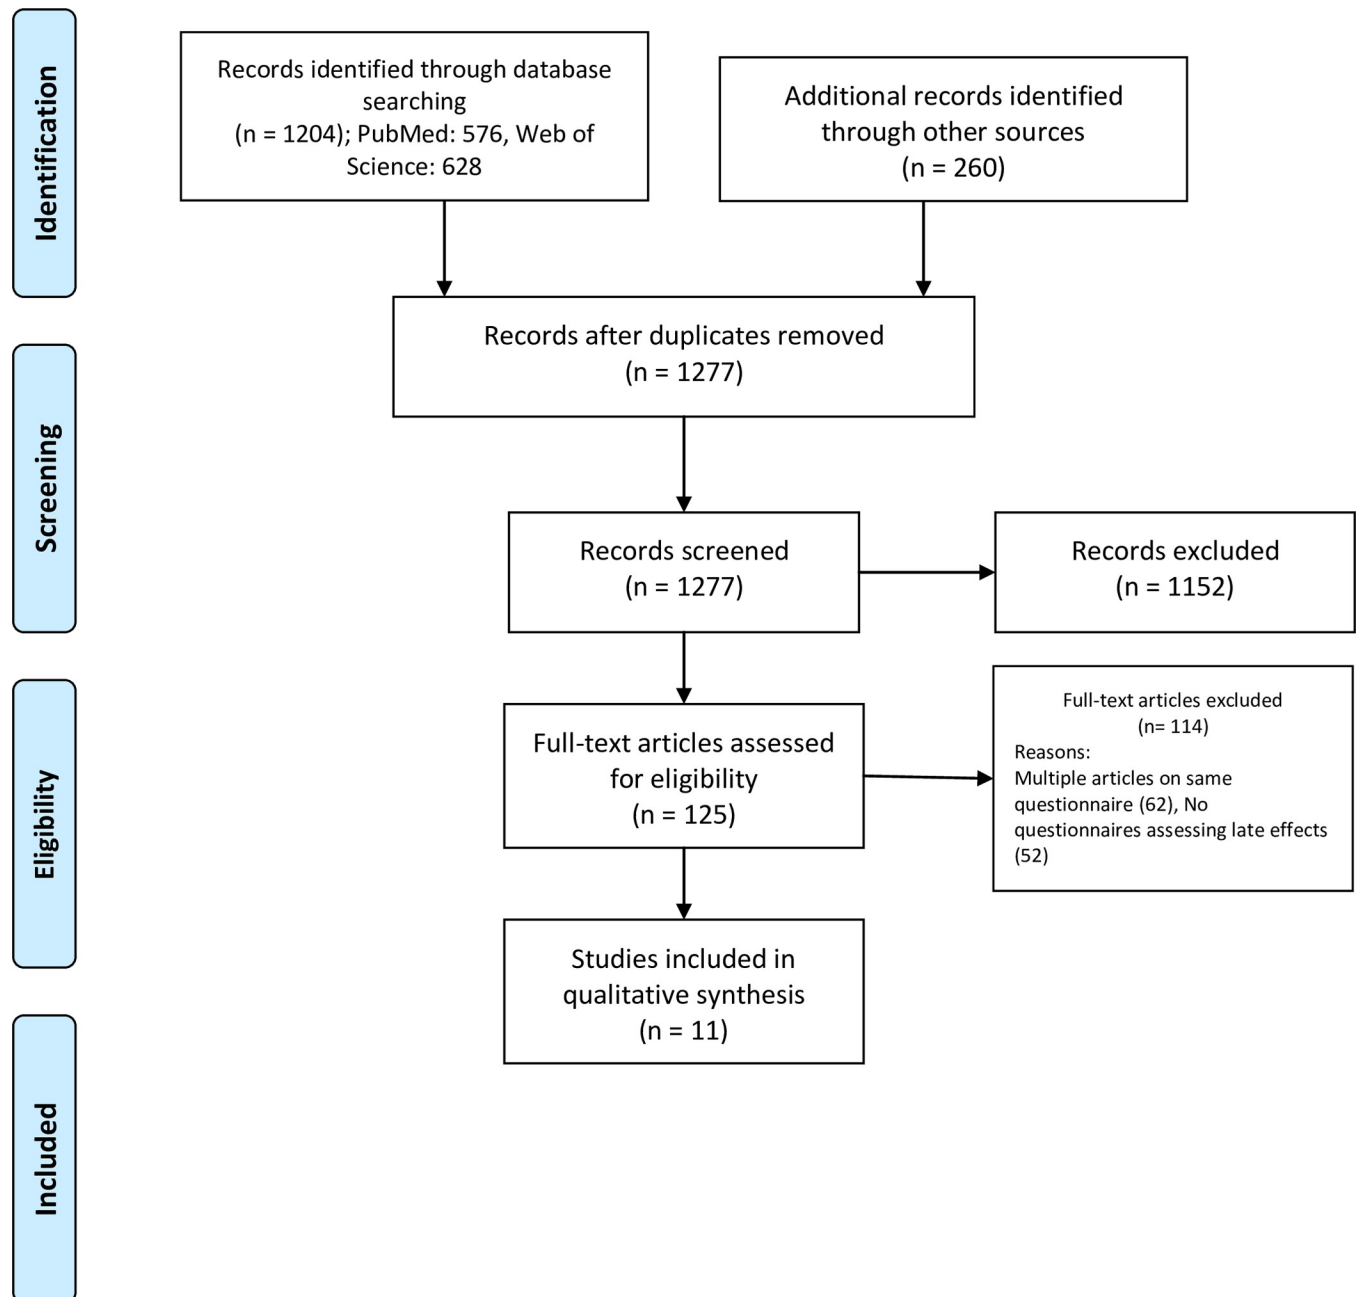 Identification
Records identified through database
searching
(n = 1204); PubMed: 576, Web of
Science: 628
Additional records identified
through other sources
(n = 260)
Records after duplicates removed
(n = 1277)
Screening
Records screened
(n = 1277)
Records excluded
(n = 1152)
Eligibility
Full-text articles assessed
for eligibility
(n = 125)
Full-text articles excluded
(n= 114)
Reasons:
Multiple articles on same
questionnaire (62), No
questionnaires assessing late effects
(52)
Studies included in
qualitative synthesis
(n = 11)
Included